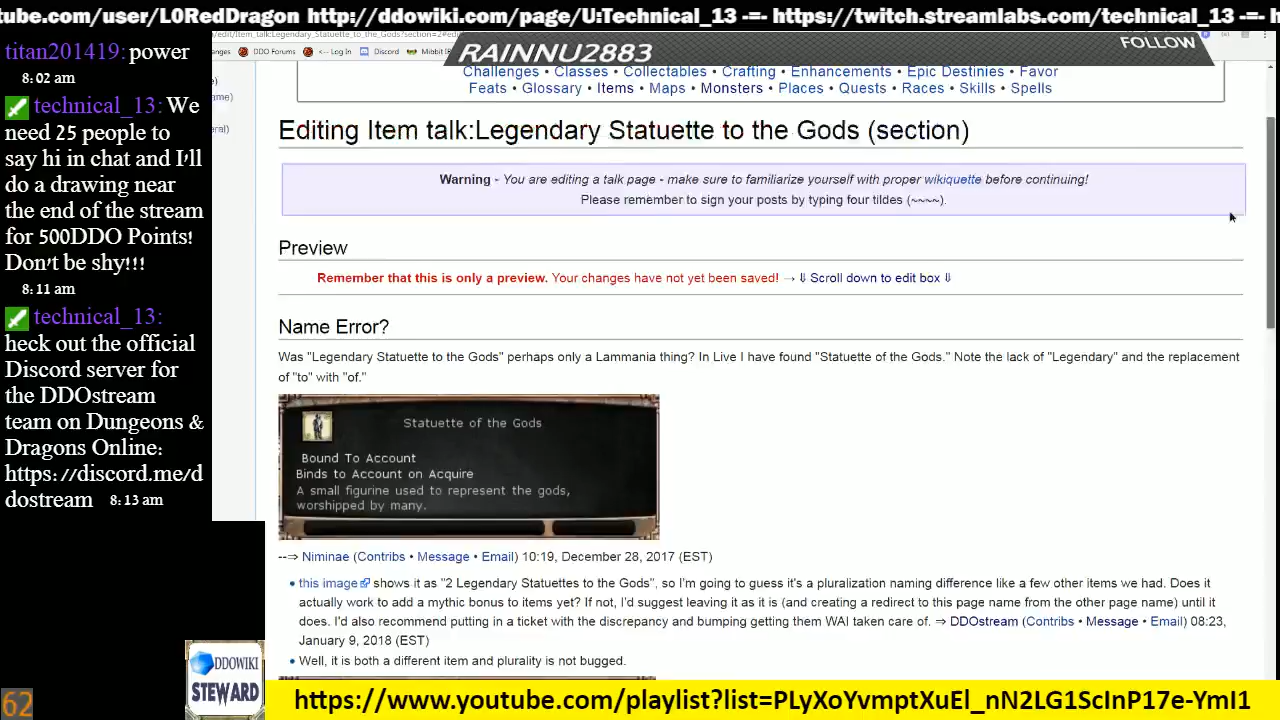 tube.com/user/L0RedDragon http://ddowiki.com/page/U:Technical_13 -=- https://twitch.streamlabs.com/technical_13 -=-
/edit/Item_talk:Legendary_Statuette_to_the_Gods?section=2#edit
anges DDO Forums <- Log In Discord Mibbit
RAINNU2883
FOLLOW
titan201419: power
8:02 am
technical_13: We
need 25 people to
say hi in chat and I'll
do a drawing near
the end of the stream
for 500DDO Points!
Don't be shy!!!
8:11 am
technical_13:
heck out the official
Discord server for
the DDOstream
team on Dungeons &
Dragons Online:
https://discord.me/d
dostream 8:13 am
Challenges • Classes • Collectables • Crafting • Enhancements • Epic Destinies • Favor
Feats • Glossary • Items • Maps • Monsters • Places • Quests • Races • Skills • Spells
Editing Item talk:Legendary Statuette to the Gods (section)
Warning - You are editing a talk page - make sure to familiarize yourself with proper wikiquette before continuing!
Please remember to sign your posts by typing four tildes (~~~~).
Preview
Remember that this is only a preview. Your changes have not yet been saved! → ⇓ Scroll down to edit box ⇓
Name Error?
Was "Legendary Statuette to the Gods" perhaps only a Lammania thing? In Live I have found "Statuette of the Gods." Note the lack of "Legendary" and the replacement
of "to" with "of."
Statuette of the Gods
Bound To Account
Binds to Account on Acquire
A small figurine used to represent the gods,
worshipped by many.
--⇒ Niminae (Contribs • Message • Email) 10:19, December 28, 2017 (EST)
• this image shows it as "2 Legendary Statuettes to the Gods", so I'm going to guess it's a pluralization naming difference like a few other items we had. Does it
actually work to add a mythic bonus to items yet? If not, I'd suggest leaving it as it is (and creating a redirect to this page name from the other page name) until it
does. I'd also recommend putting in a ticket with the discrepancy and bumping getting them WAI taken care of. ⇒ DDOstream (Contribs • Message • Email) 08:23,
January 9, 2018 (EST)
• Well, it is both a different item and plurality is not bugged.
DDOWIKI
STEWARD
62
https://www.youtube.com/playlist?list=PLyXoYvmptXuEl_nN2LG1ScInP17e-YmI1